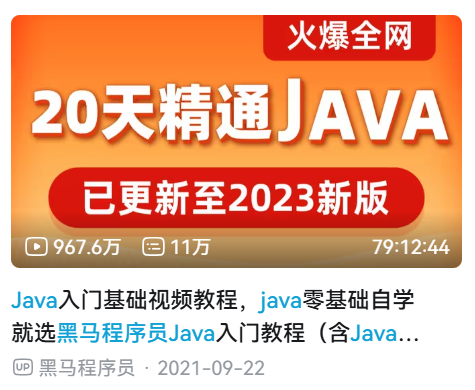 火爆全网
20天精通JAVA
已更新至2023新版
967.6万 11万 79:12:44
Java入门基础视频教程，java零基础自学
就选黑马程序员Java入门教程（含Java...
UP 黑马程序员 · 2021-09-22